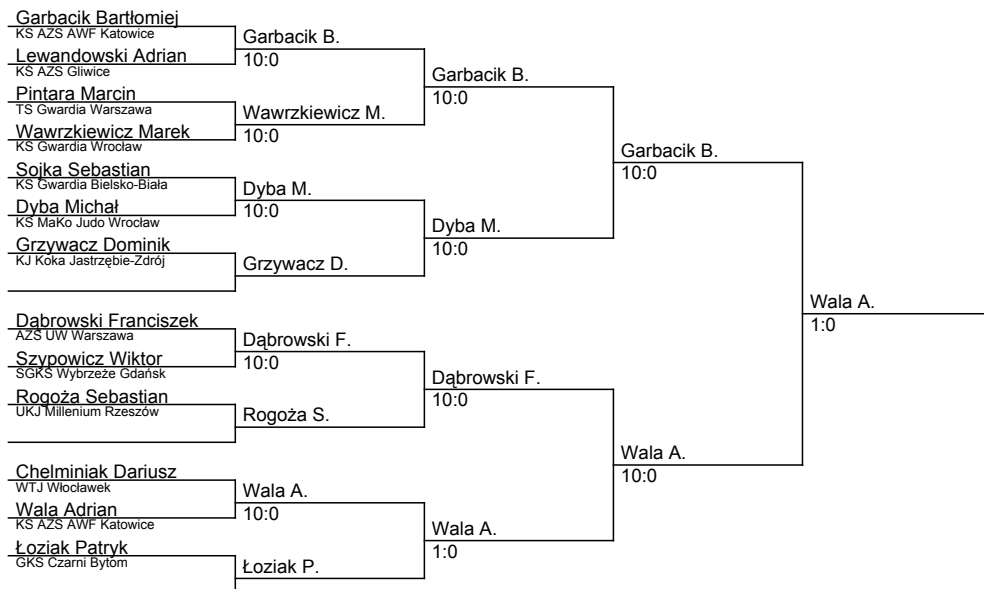 Garbacik Bartłomiej
KS AZS AWF Katowice
Lewandowski Adrian
KS AZS Gliwice
Pintara Marcin
TS Gwardia Warszawa
Wawrzkiewicz Marek
KS Gwardia Wrocław
Sojka Sebastian
KS Gwardia Bielsko-Biała
Dyba Michał
KS MaKo Judo Wrocław
Grzywacz Dominik
KJ Koka Jastrzębie-Zdrój
Dąbrowski Franciszek
AZS UW Warszawa
Szypowicz Wiktor
SGKS Wybrzeże Gdańsk
Rogoża Sebastian
UKJ Millenium Rzeszów
Chelminiak Dariusz
WTJ Włocławek
Wala Adrian
KS AZS AWF Katowice
Łoziak Patryk
GKS Czarni Bytom
Garbacik B.
10:0
Wawrzkiewicz M.
10:0
Dyba M.
10:0
Grzywacz D.
Dąbrowski F.
10:0
Rogoża S.
Wala A.
10:0
Łoziak P.
Garbacik B.
10:0
Dyba M.
10:0
Dąbrowski F.
10:0
Wala A.
1:0
Garbacik B.
10:0
Wala A.
10:0
Wala A.
1:0